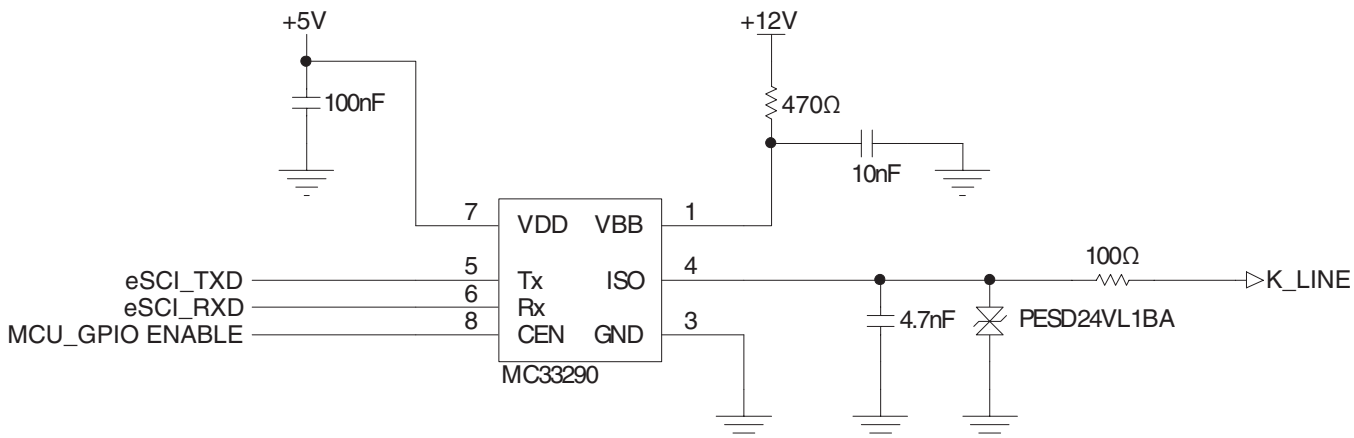 +5V
+12V
100nF
470Ω
10nF
7
VDD
VBB
1
eSCI_TXD
5
Tx
ISO
4
100Ω
K_LINE
eSCI_RXD
6
Rx
MCU_GPIO ENABLE
8
CEN
GND
3
4.7nF
PESD24VL1BA
MC33290